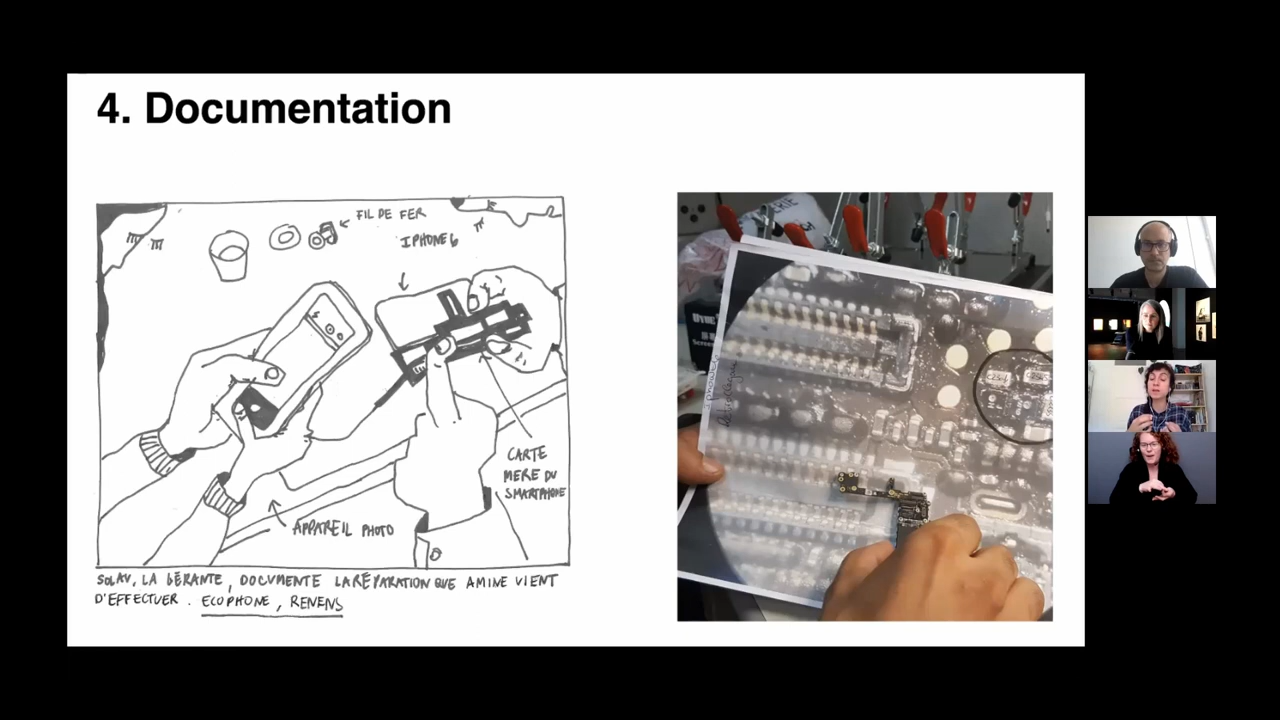 4. Documentation
FIL DE FER
IPHONE 6
CARTE
MERE DU
SMARTPHONE
APPAREIL PHOTO
SOLAV, LA GÉRANTE, DOCUMENTE LA RÉPARATION QUE AMINE VIENT
D'EFFECTUER. ECOPHONE, RENENS